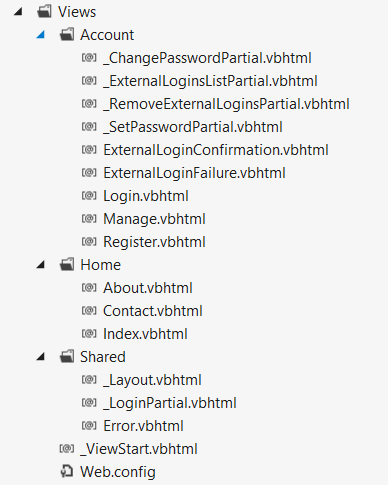 Views
Account
_ChangePasswordPartial.vbhtml
_ExternalLoginsListPartial.vbhtml
_RemoveExternalLoginsPartial.vbhtml
_SetPasswordPartial.vbhtml
ExternalLoginConfirmation.vbhtml
ExternalLoginFailure.vbhtml
Login.vbhtml
Manage.vbhtml
Register.vbhtml
Home
About.vbhtml
Contact.vbhtml
Index.vbhtml
Shared
_Layout.vbhtml
_LoginPartial.vbhtml
Error.vbhtml
_ViewStart.vbhtml
Web.config